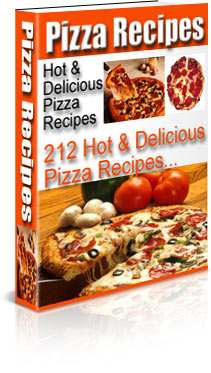 Pizza Recipes
Pizza Recipes
Hot &
Delicious
Pizza
Recipes
212 Hot & Delicious
Pizza Recipes...